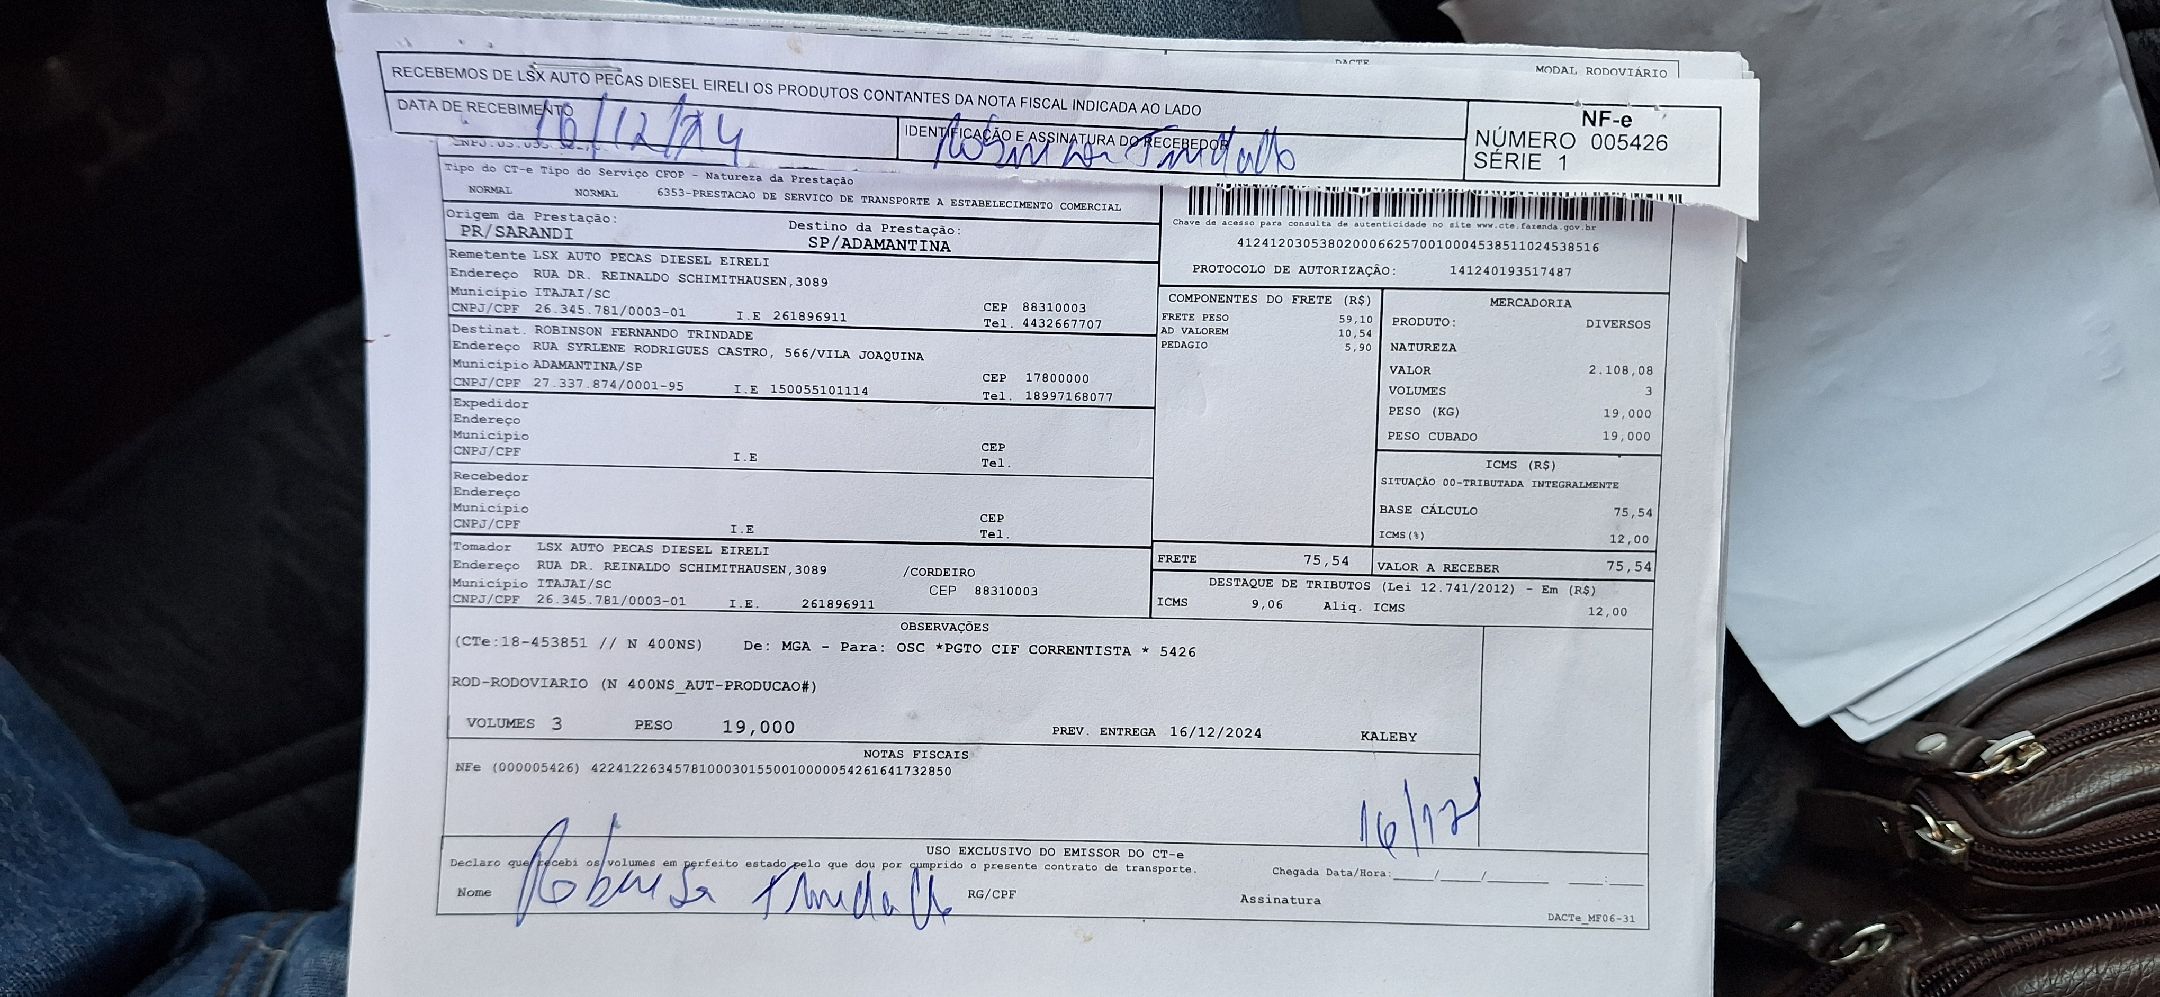 DACTE
MODAL RODOVIÁRIO
RECEBEMOS DE LSX AUTO PECAS DIESEL EIRELI OS PRODUTOS CONTANTES DA NOTA FISCAL INDICADA AO LADO
DATA DE RECEBIMENTO
16/12/24
IDENTIFICAÇÃO E ASSINATURA DO RECEBEDOR
Robinson Trindade
NF-e
NÚMERO 005426
SÉRIE 1
Tipo do CT-e Tipo do Serviço CFOP - Natureza da Prestação
NORMAL NORMAL 6353-PRESTACAO DE SERVICO DE TRANSPORTE A ESTABELECIMENTO COMERCIAL
Origem da Prestação: Destino da Prestação:
PR/SARANDI SP/ADAMANTINA
Chave de acesso para consulta de autenticidade no site www.cte.fazenda.gov.br
41241203053802000662570010004538511024538516
PROTOCOLO DE AUTORIZAÇÃO: 141240193517487
Remetente LSX AUTO PECAS DIESEL EIRELI
Endereço RUA DR. REINALDO SCHIMITHAUSEN,3089
Município ITAJAI/SC CEP 88310003
CNPJ/CPF 26.345.781/0003-01 I.E 261896911 Tel. 4432667707
Destinat. ROBINSON FERNANDO TRINDADE
Endereço RUA SYRLENE RODRIGUES CASTRO, 566/VILA JOAQUINA
Município ADAMANTINA/SP CEP 17800000
CNPJ/CPF 27.337.874/0001-95 I.E 150055101114 Tel. 18997168077
Expedidor
Endereço
Município CEP
CNPJ/CPF I.E Tel.
Recebedor
Endereço
Município CEP
CNPJ/CPF I.E Tel.
Tomador LSX AUTO PECAS DIESEL EIRELI
Endereço RUA DR. REINALDO SCHIMITHAUSEN,3089 /CORDEIRO
Município ITAJAI/SC CEP 88310003
CNPJ/CPF 26.345.781/0003-01 I.E. 261896911
COMPONENTES DO FRETE (R$)
FRETE PESO 59,10
AD VALOREM 10,54
PEDAGIO 5,90
FRETE 75,54
MERCADORIA
PRODUTO: DIVERSOS
NATUREZA
VALOR 2.108,08
VOLUMES 3
PESO (KG) 19,000
PESO CUBADO 19,000
ICMS (R$)
SITUAÇÃO 00-TRIBUTADA INTEGRALMENTE
BASE CÁLCULO 75,54
ICMS(%) 12,00
VALOR A RECEBER 75,54
DESTAQUE DE TRIBUTOS (Lei 12.741/2012) - Em (R$)
ICMS 9,06 Aliq. ICMS 12,00
OBSERVAÇÕES
(CTe:18-453851 // N 400NS) De: MGA - Para: OSC *PGTO CIF CORRENTISTA * 5426
ROD-RODOVIARIO (N 400NS_AUT-PRODUCAO#)
VOLUMES 3 PESO 19,000 PREV. ENTREGA 16/12/2024 KALEBY
NOTAS FISCAIS
NFe (000005426) 42241226345781000301550010000054261641732850
16/12
USO EXCLUSIVO DO EMISSOR DO CT-e
Declaro que recebi os volumes em perfeito estado pelo que dou por cumprido o presente contrato de transporte.
Chegada Data/Hora:____/____/______ ____:____
Nome Robinson Trindade RG/CPF Assinatura
DACTe_MF06-31